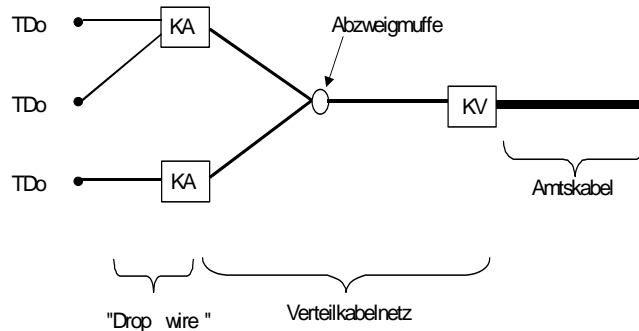 TDo
KA
Abzweigmuffe
TDo
KV
TDo
KA
Amtskabel
"Drop wire"
Verteilkabelnetz